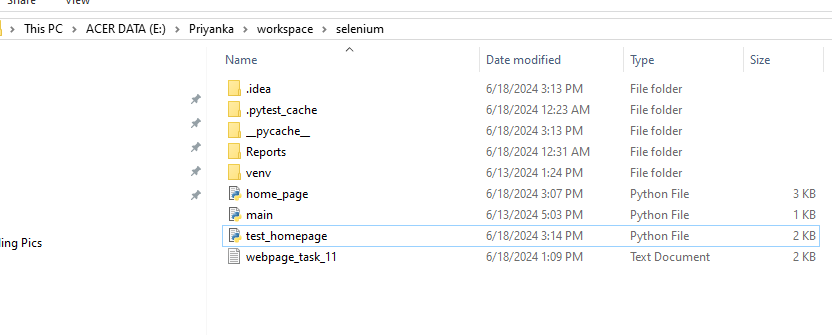 Share View
This PC > ACER DATA (E:) > Priyanka > workspace > selenium
Name Date modified Type Size
.idea 6/18/2024 3:13 PM File folder
.pytest_cache 6/18/2024 12:23 AM File folder
__pycache__ 6/18/2024 3:13 PM File folder
Reports 6/18/2024 12:31 AM File folder
venv 6/13/2024 1:24 PM File folder
home_page 6/18/2024 3:07 PM Python File 3 KB
main 6/13/2024 5:03 PM Python File 1 KB
test_homepage 6/18/2024 3:14 PM Python File 2 KB
ling Pics
webpage_task_11 6/18/2024 1:09 PM Text Document 2 KB